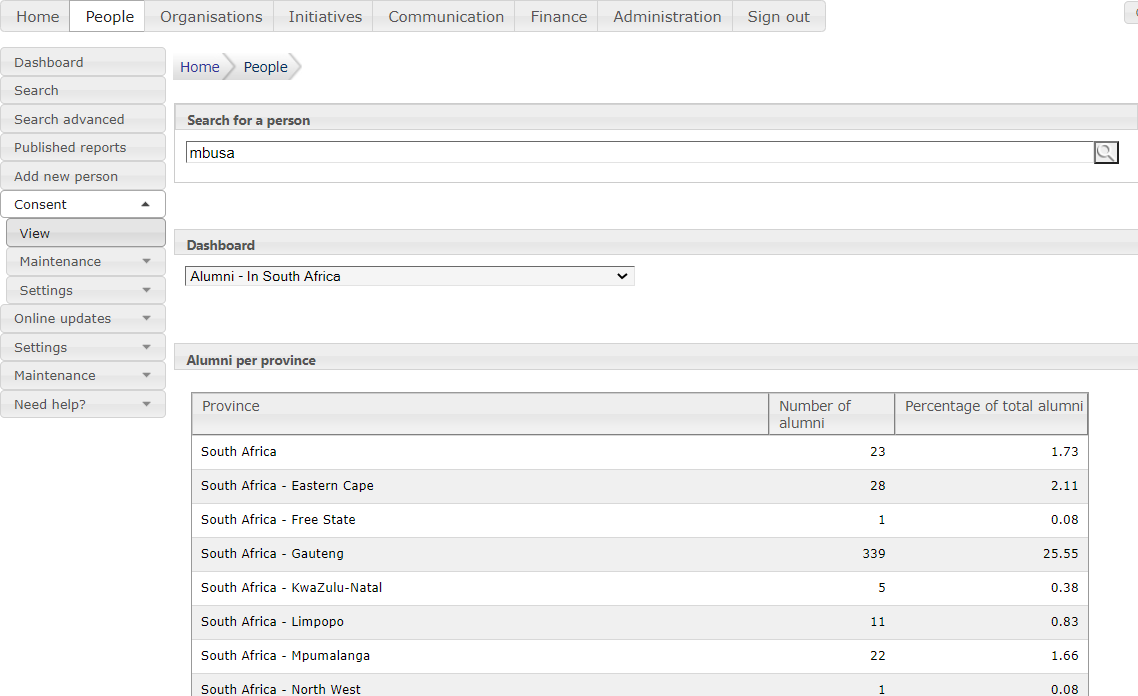 Home People Organisations Initiatives Communication Finance Administration Sign out
Dashboard
Search
Search advanced
Published reports
Add new person
Consent
View
Maintenance
Settings
Online updates
Settings
Maintenance
Need help?
Home People
Search for a person
mbusa
Dashboard
Alumni - In South Africa
Alumni per province
Province Number of alumni Percentage of total alumni
South Africa 23 1.73
South Africa - Eastern Cape 28 2.11
South Africa - Free State 1 0.08
South Africa - Gauteng 339 25.55
South Africa - KwaZulu-Natal 5 0.38
South Africa - Limpopo 11 0.83
South Africa - Mpumalanga 22 1.66
South Africa - North West 1 0.08